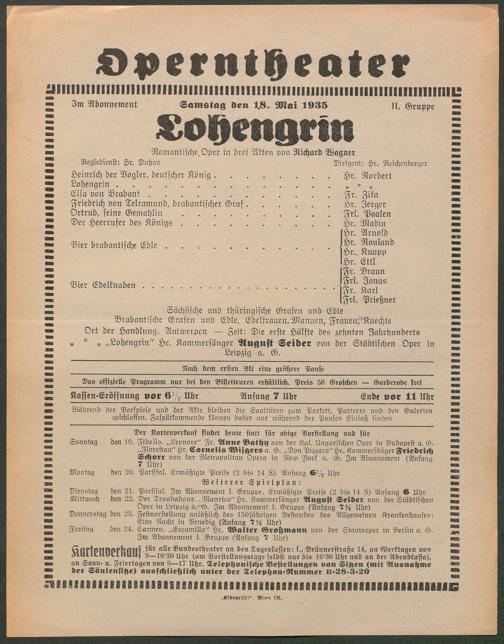 Operntheater
Im Abonnement Samstag den 18. Mai 1935 II. Gruppe
Lohengrin
Romantische Oper in drei Akten von Richard Wagner
Regiedienst: Hr. Duhan Dirigent: Hr. Reichenberger
Heinrich der Vogler, deutscher König . . . . . . . . . Hr. Norbert
Lohengrin . . . . . . . . . . . . . * * *
Elsa von Brabant . . . . . . . . . . . . Fr. Zika
Friedrich von Telramund, brabantischer Graf . . . . . . . Hr. Jerger
Ortrud, seine Gemahlin . . . . . . . . . . . Frl. Paalen
Der Heerrufer des Königs . . . . . . . . . . . Hr. Madin
Hr. Arnold
Vier brabantische Edle . . . . . . . . . . . Hr. Rouland
Hr. Knapp
Hr. Ettl
Fr. Braun
Vier Edelknaben . . . . . . . . . . . . Frl. Jonas
Fr. Karl
Frl. Prießner
Sächsische und thüringische Grafen und Edle
Brabantische Grafen und Edle, Edelfrauen, Mannen, Frauen, Knechte
Ort der Handlung: Antwerpen — Zeit: Die erste Hälfte des zehnten Jahrhunderts
* * * „Lohengrin" Hr. Kammersänger August Seider von der Städtischen Oper in
Leipzig a. G.
Nach dem ersten Akt eine größere Pause
Das offizielle Programm nur bei den Billetteuren erhältlich. Preis 50 Groschen — Garderobe frei
Kassen-Eröffnung vor 6½ Uhr Anfang 7 Uhr Ende vor 11 Uhr
Während der Vorspiele und der Akte bleiben die Saaltüren zum Parkett, Parterre und den Galerien
geschlossen. Zuspätkommende können daher nur während der Pausen Einlaß finden
Der Kartenverkauf findet heute statt für obige Vorstellung und für
Sonntag den 19. Fidelio. „Leonore" Fr. Anne Bathy von der Kgl. Ungarischen Oper in Budapest a. G.
„Florestan" Hr. Cornelis Wijgers a. G. „Don Pizarro" Hr. Kammersänger Friedrich
Schorr von der Metropolitan Opera in New York a. G. Im Abonnement (Anfang
7 Uhr)
Montag den 20. Parsifal. Ermäßigte Preise (2 bis 14 S). Anfang 6½ Uhr
Weiterer Spielplan:
Dienstag den 21. Parsifal. Im Abonnement I. Gruppe. Ermäßigte Preise (2 bis 14 S). Anfang 6 Uhr
Mittwoch den 22. Der Troubadour. „Manrico" Hr. Kammersänger August Seider von der Städtischen
Oper in Leipzig a. G. Im Abonnement I. Gruppe (Anfang 7½ Uhr)
Donnerstag den 23. Festvorstellung anläßlich des 150jährigen Bestandes des Allgemeinen Krankenhauses:
Eine Nacht in Venedig (Anfang 7½ Uhr)
Freitag den 24. Carmen. „Escamillo" Hr. Walter Großmann von der Staatsoper in Berlin a. G.
Im Abonnement I. Gruppe (Anfang 7 Uhr)
Kartenverkauf für alle Bundestheater an den Tageskassen: I., Bräunerstraße 14, an Werktagen von
9—18'30 Uhr (am Vorstellungstage selbst nur bis 16'30 Uhr und an der Abendkassa),
an Sonn- u. Feiertagen von 9—17 Uhr. Telephonische Bestellungen von Sitzen (mit Ausnahme
der Säulensitze) ausschließlich unter der Telephon-Nummer R-28-3-20
„Elbemühl", Wien IX.